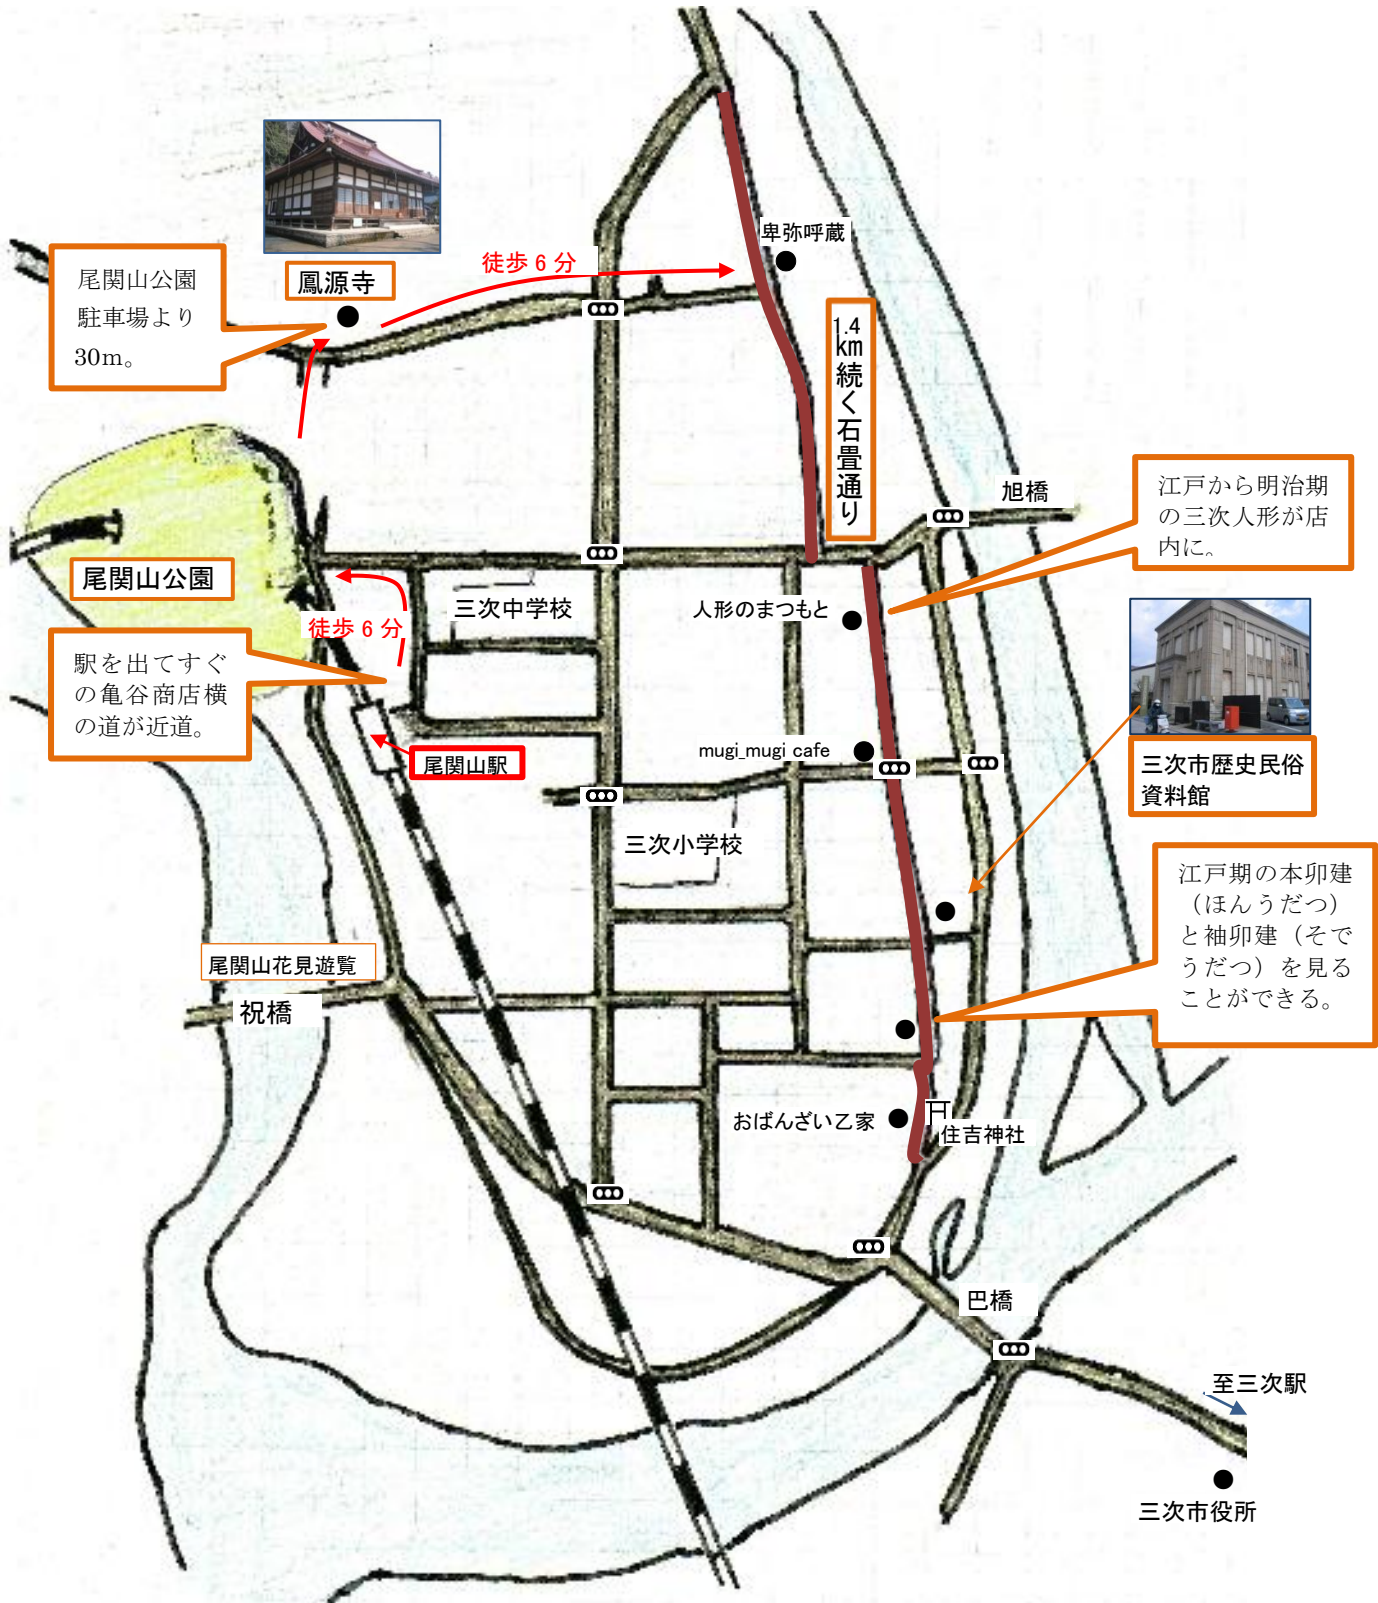 卑弥呼蔵
徒歩 6 分
鳳源寺
尾関山公園
駐車場より
30m。
1.4km続く石畳通り
旭橋
江戸から明治期
の三次人形が店
内に。
尾関山公園
三次中学校
人形のまつもと
徒歩 6 分
駅を出てすぐ
の亀谷商店横
の道が近道。
尾関山駅
mugi_mugi cafe
三次市歴史民俗
資料館
三次小学校
江戸期の本卯建
（ほんうだつ）
と袖卯建（そで
うだつ）を見る
ことができる。
尾関山花見遊覧
祝橋
おばんざい乙家
住吉神社
巴橋
至三次駅
三次市役所